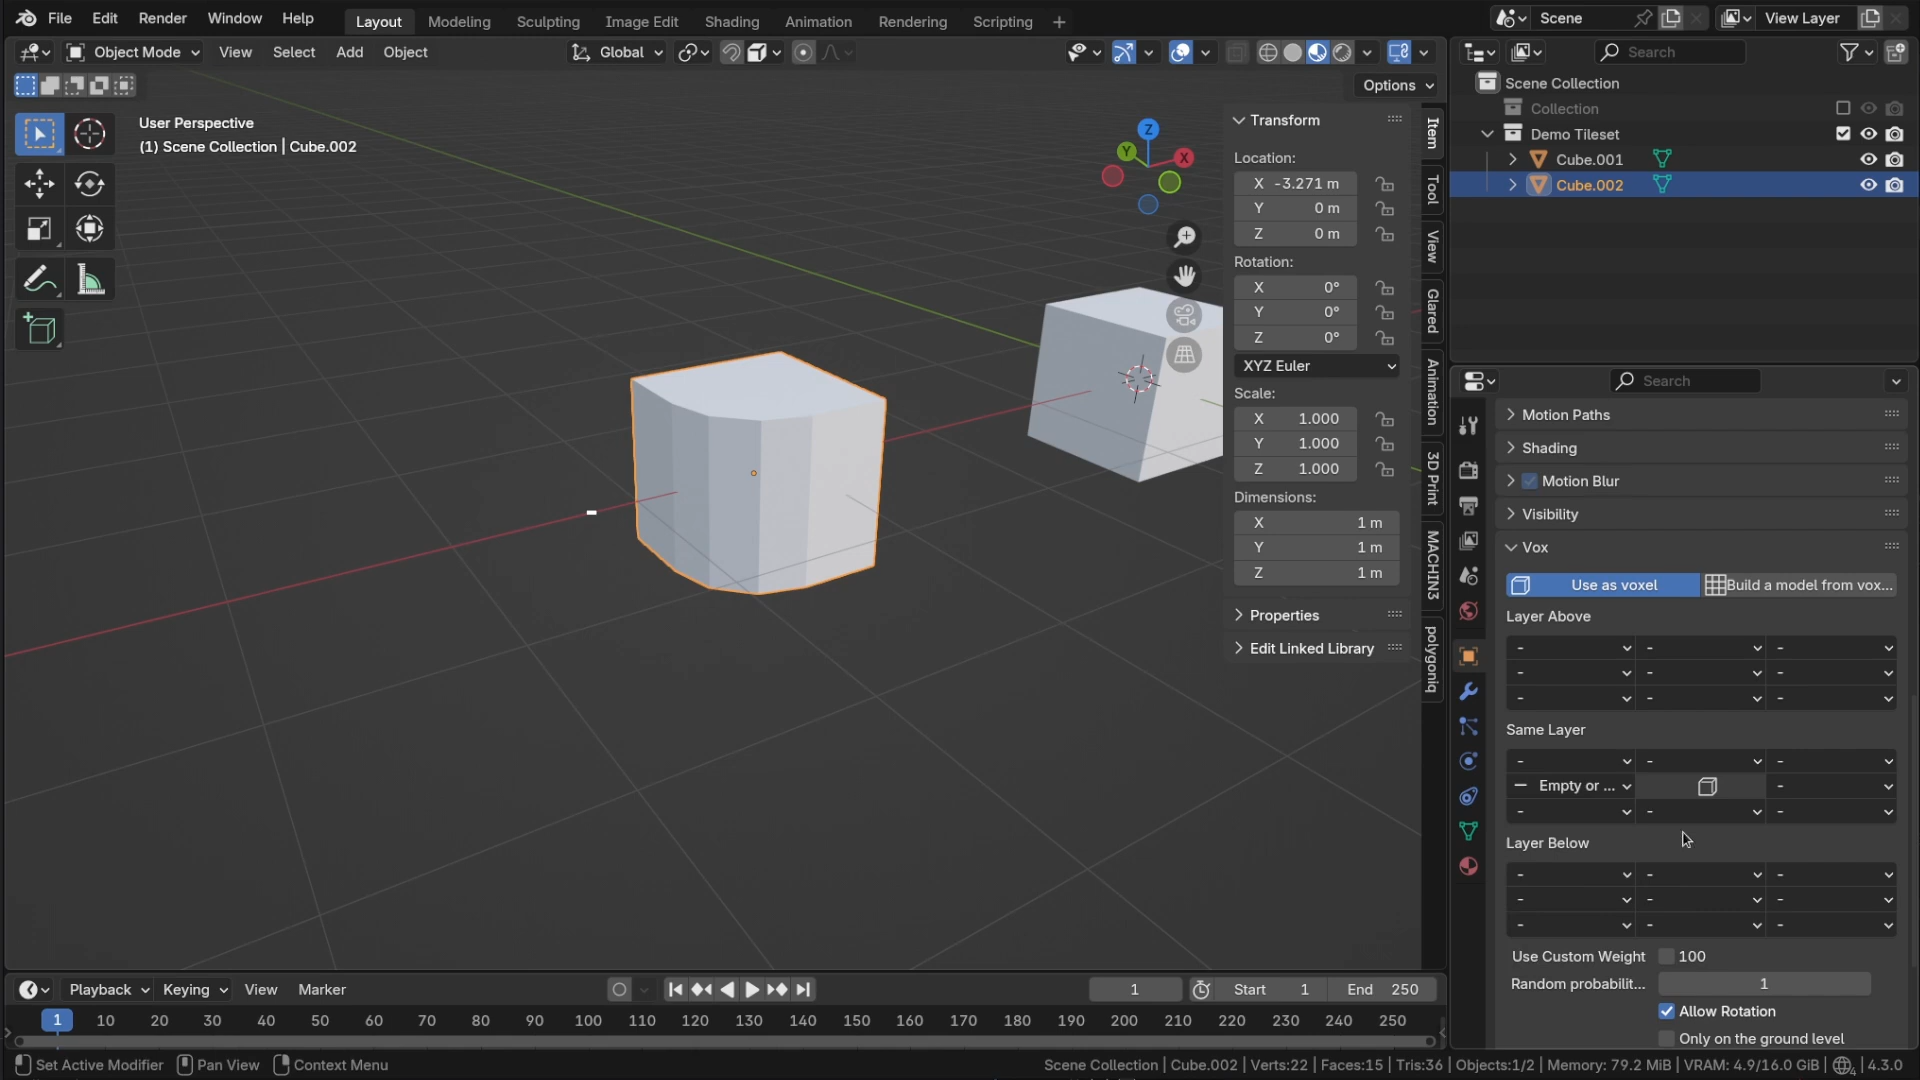 File Edit Render Window Help
Layout Modeling Sculpting Image Edit Shading Animation Rendering Scripting +
Scene
View Layer
Object Mode View Select Add Object
Global
Search
Options
User Perspective
(1) Scene Collection | Cube.002
Z
Y
X
Transform
Location:
X -3.271 m
Y 0 m
Z 0 m
Rotation:
X 0°
Y 0°
Z 0°
XYZ Euler
Scale:
X 1.000
Y 1.000
Z 1.000
Dimensions:
X 1 m
Y 1 m
Z 1 m
Properties
Edit Linked Library
Item
Tool
View
Glared
Animation
3D Print
MACHIN3
polygoniq
Scene Collection
Collection
Demo Tileset
Cube.001
Cube.002
Search
Motion Paths
Shading
Motion Blur
Visibility
Vox
Use as voxel Build a model from vox...
Layer Above
- - -
- - -
- - -
Same Layer
- - -
Empty or ... -
- - -
Layer Below
- - -
- - -
- - -
Use Custom Weight 100
Random probabilit... 1
Allow Rotation
Only on the ground level
Playback Keying View Marker
1 Start 1 End 250
1 10 20 30 40 50 60 70 80 90 100 110 120 130 140 150 160 170 180 190 200 210 220 230 240 250
Set Active Modifier Pan View Context Menu
Scene Collection | Cube.002 | Verts:22 | Faces:15 | Tris:36 | Objects:1/2 | Memory: 79.2 MiB | VRAM: 4.9/16.0 GiB | 4 | 4.3.0